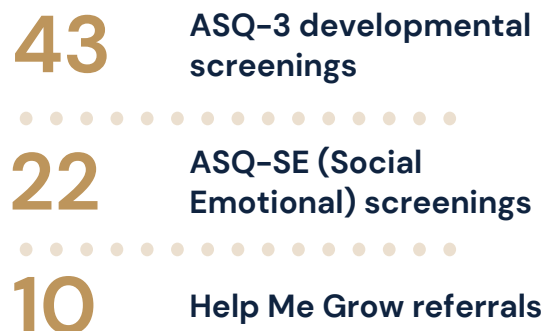 43
ASQ-3 developmental
screenings
22
ASQ-SE (Social
Emotional) screenings
10
Help Me Grow referrals